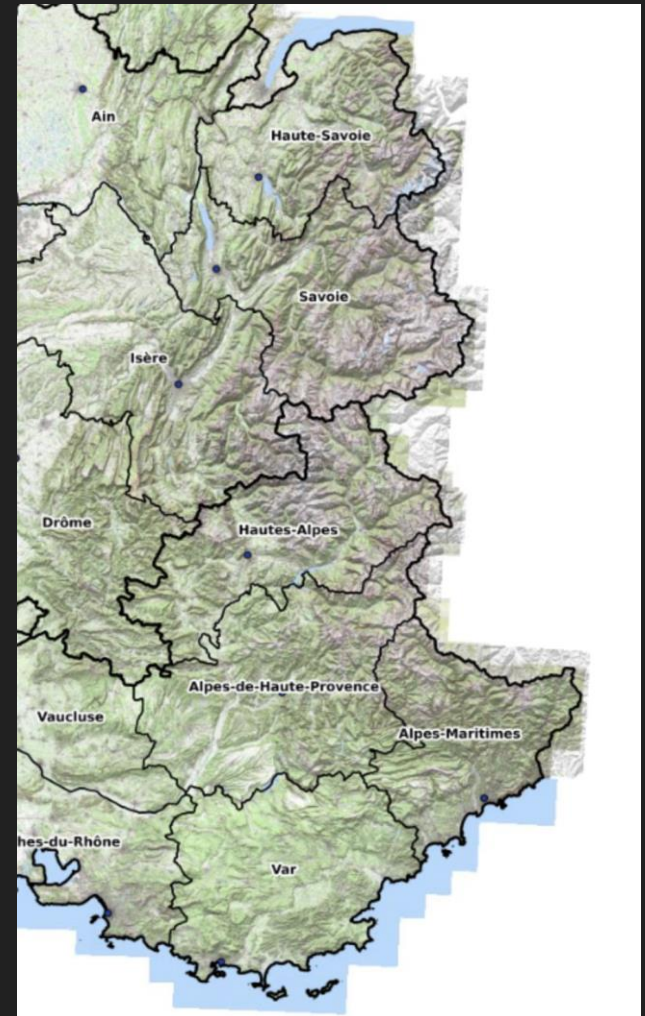 Ain
Haute-Savoie
Savoie
Isère
Drôme
Hautes-Alpes
Alpes-de-Haute-Provence
Vaucluse
Alpes-Maritimes
hes-du-Rhône
Var